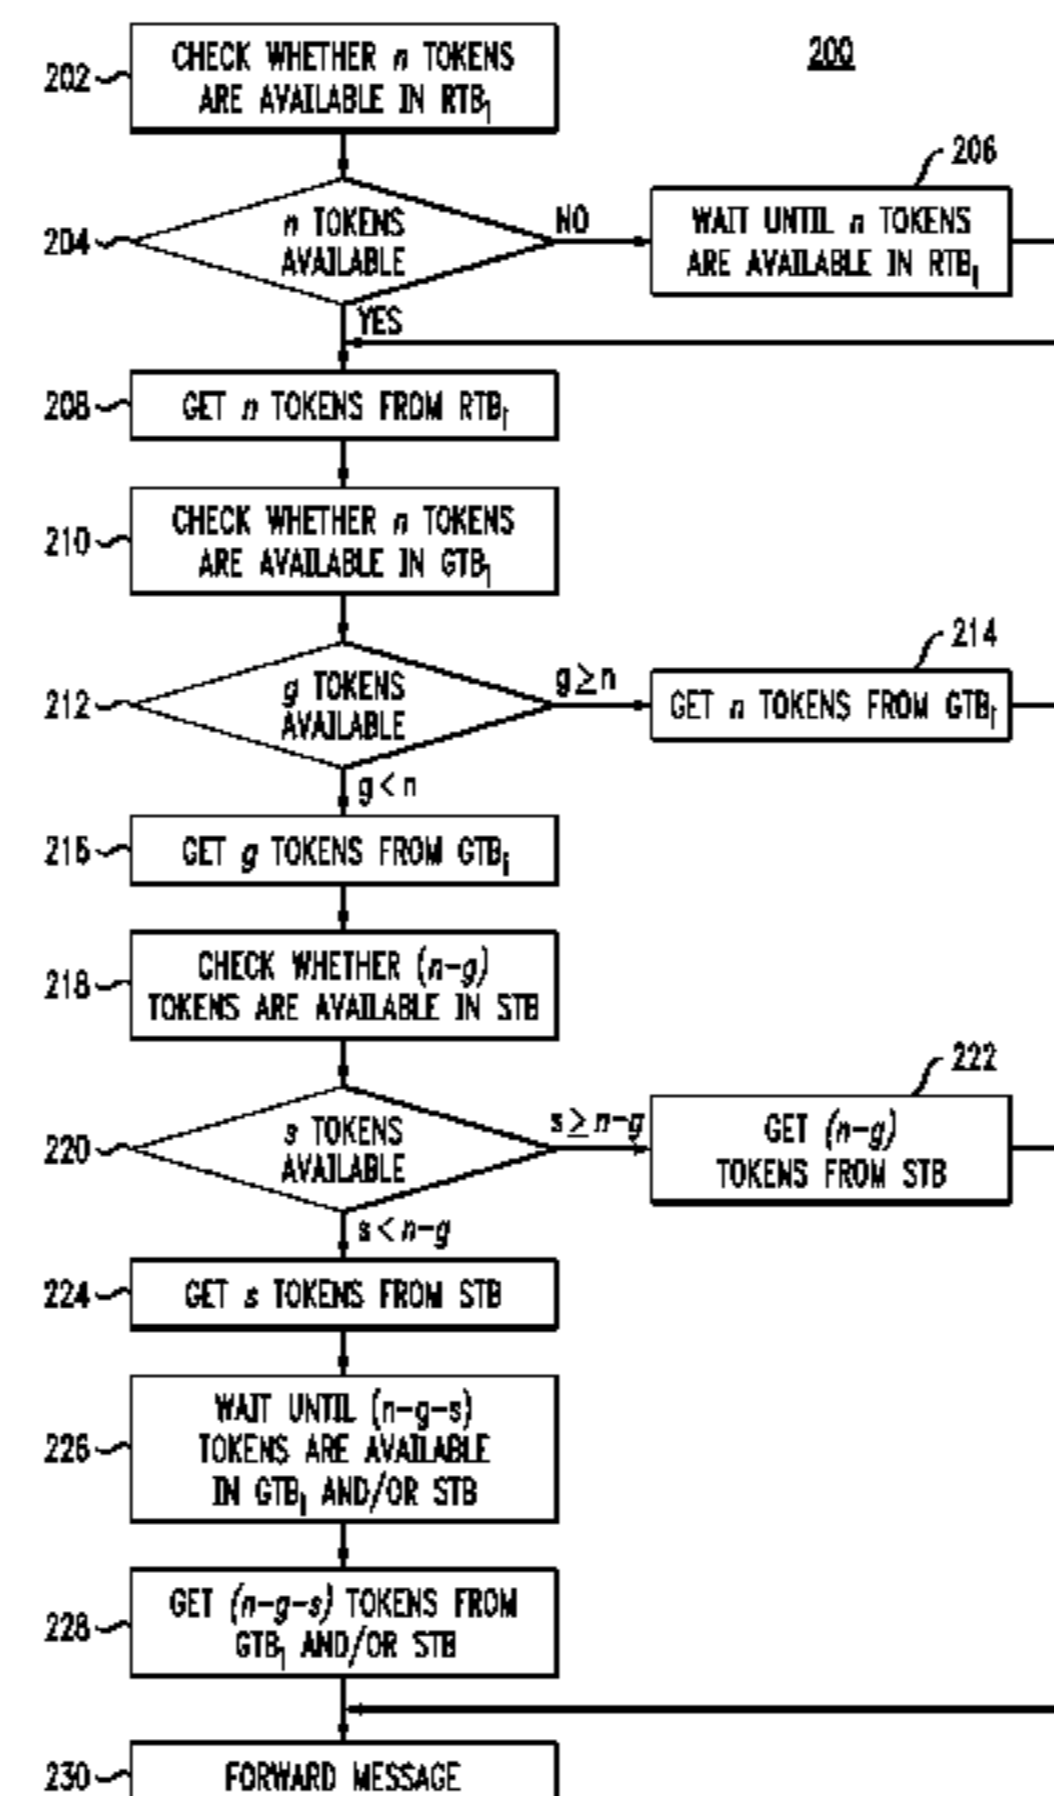 200
202
CHECK WHETHER n TOKENS
ARE AVAILABLE IN RTBi
204
n TOKENS
AVAILABLE
NO
206
WAIT UNTIL n TOKENS
ARE AVAILABLE IN RTBi
YES
208
GET n TOKENS FROM RTBi
210
CHECK WHETHER n TOKENS
ARE AVAILABLE IN GTBi
212
g TOKENS
AVAILABLE
g≥n
214
GET n TOKENS FROM GTBi
g<n
216
GET g TOKENS FROM GTBi
218
CHECK WHETHER (n-g)
TOKENS ARE AVAILABLE IN STB
220
s TOKENS
AVAILABLE
s≥n-g
222
GET (n-g)
TOKENS FROM STB
s<n-g
224
GET s TOKENS FROM STB
226
WAIT UNTIL (n-g-s)
TOKENS ARE AVAILABLE
IN GTBi AND/OR STB
228
GET (n-g-s) TOKENS FROM
GTBi AND/OR STB
230
FORWARD MESSAGE